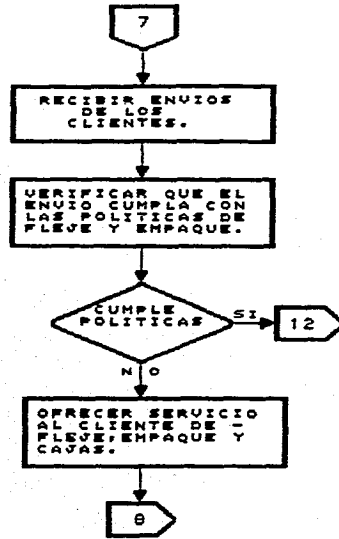 7
RECIBIR ENVIOS
DE LOS
CLIENTES.
VERIFICAR QUE EL
ENVIO CUMPLA CON
LAS POLITICAS DE
FLEJE Y EMPAQUE.
CUMPLE
POLITICAS
SI
12
NO
OFRECER SERVICIO
AL CLIENTE DE -
FLEJE, EMPAQUE Y
CAJAS.
8